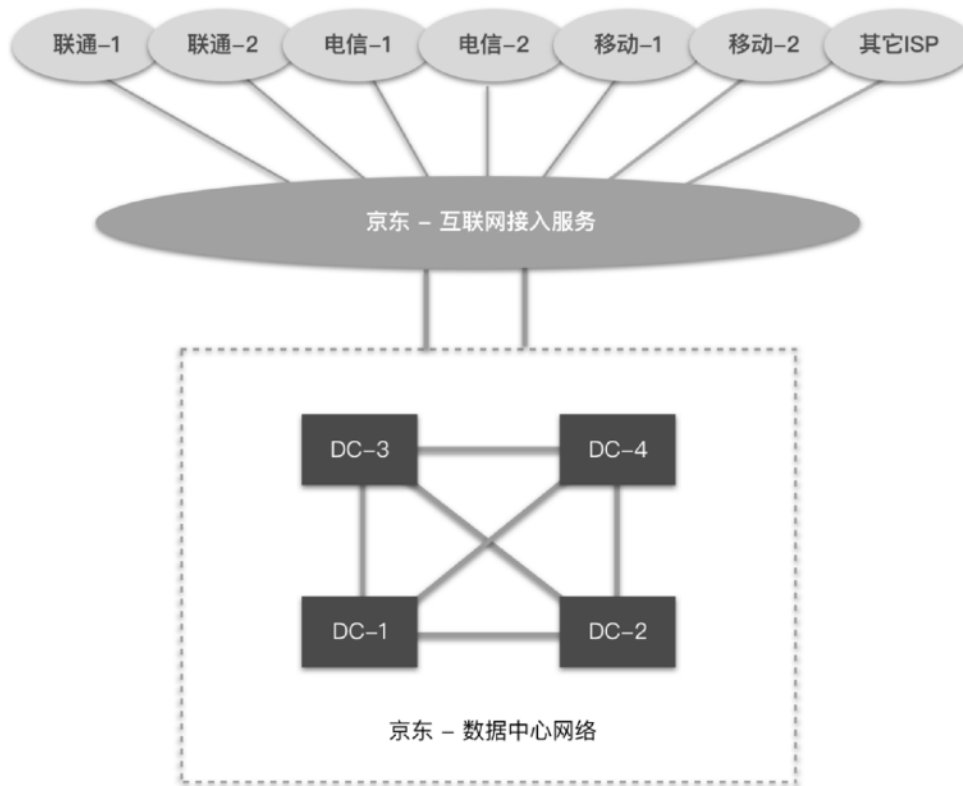 联通-1
联通-2
电信-1
电信-2
移动-1
移动-2
其它ISP
京东 - 互联网接入服务
DC-3
DC-4
DC-1
DC-2
京东 - 数据中心网络